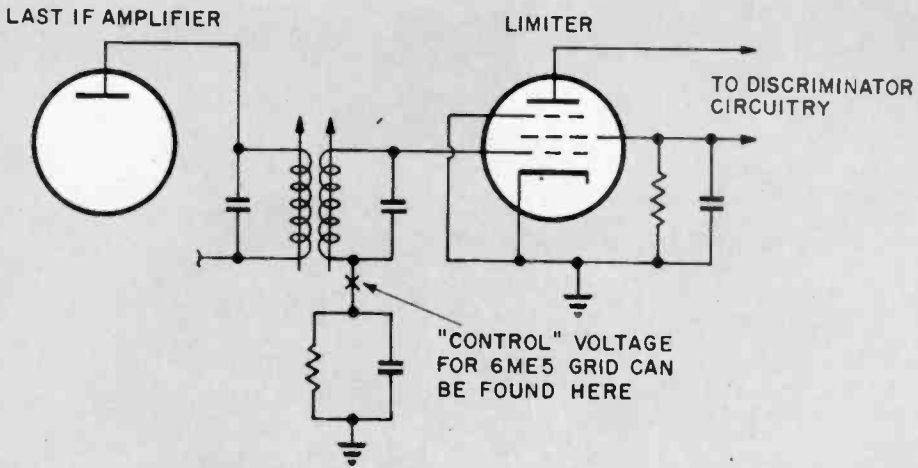 LAST IF AMPLIFIER
LIMITER
TO DISCRIMINATOR
CIRCUITRY
"CONTROL" VOLTAGE
FOR 6ME5 GRID CAN
BE FOUND HERE